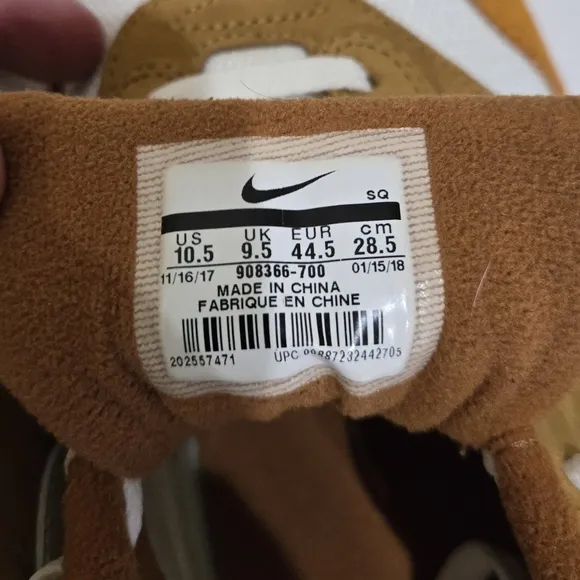 SQ
US UK EUR cm
10.5 9.5 44.5 28.5
11/16/17 908366-700 01/15/18
MADE IN CHINA
FABRIQUE EN CHINE
202557471 UPC